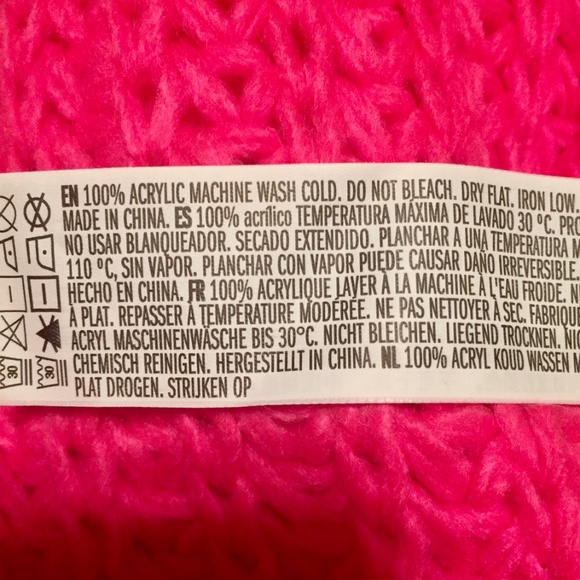 EN 100% ACRYLIC MACHINE WASH COLD. DO NOT BLEACH. DRY FLAT. IRON LOW.
MADE IN CHINA. ES 100% acrílico TEMPERATURA MÁXIMA DE LAVADO 30 °C.
NO USAR BLANQUEADOR. SECADO EXTENDIDO. PLANCHAR A UNA TEMPERATURA
110 °C, SIN VAPOR. PLANCHAR CON VAPOR PUEDE CAUSAR DAÑO IRREVERSIBLE.
HECHO EN CHINA. FR 100% ACRYLIQUE LAVER À LA MACHINE À L'EAU FROIDE.
À PLAT. REPASSER À TEMPÉRATURE MODÉRÉE. NE PAS NETTOYER À SEC.
ACRYL MASCHINENWÄSCHE BIS 30°C. NICHT BLEICHEN. LIEGEND TROCKNEN.
CHEMISCH REINIGEN. HERGESTELLT IN CHINA. NL 100% ACRYL KOUD WASSEN
PLAT DROGEN. STRIJKEN OP